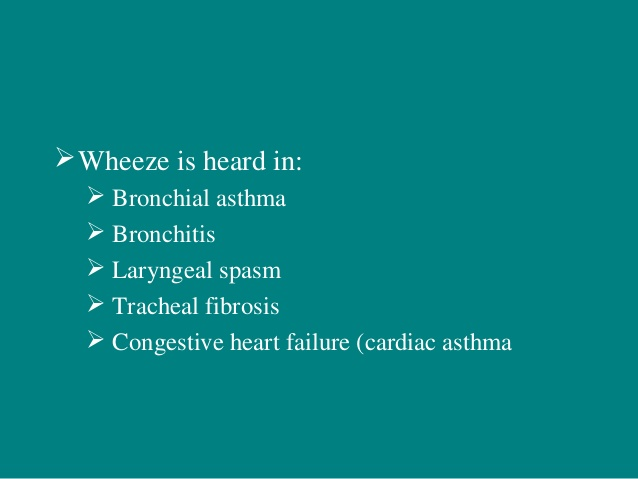 ➢Wheeze is heard in:
➢ Bronchial asthma
➢ Bronchitis
➢ Laryngeal spasm
➢ Tracheal fibrosis
➢ Congestive heart failure (cardiac asthma